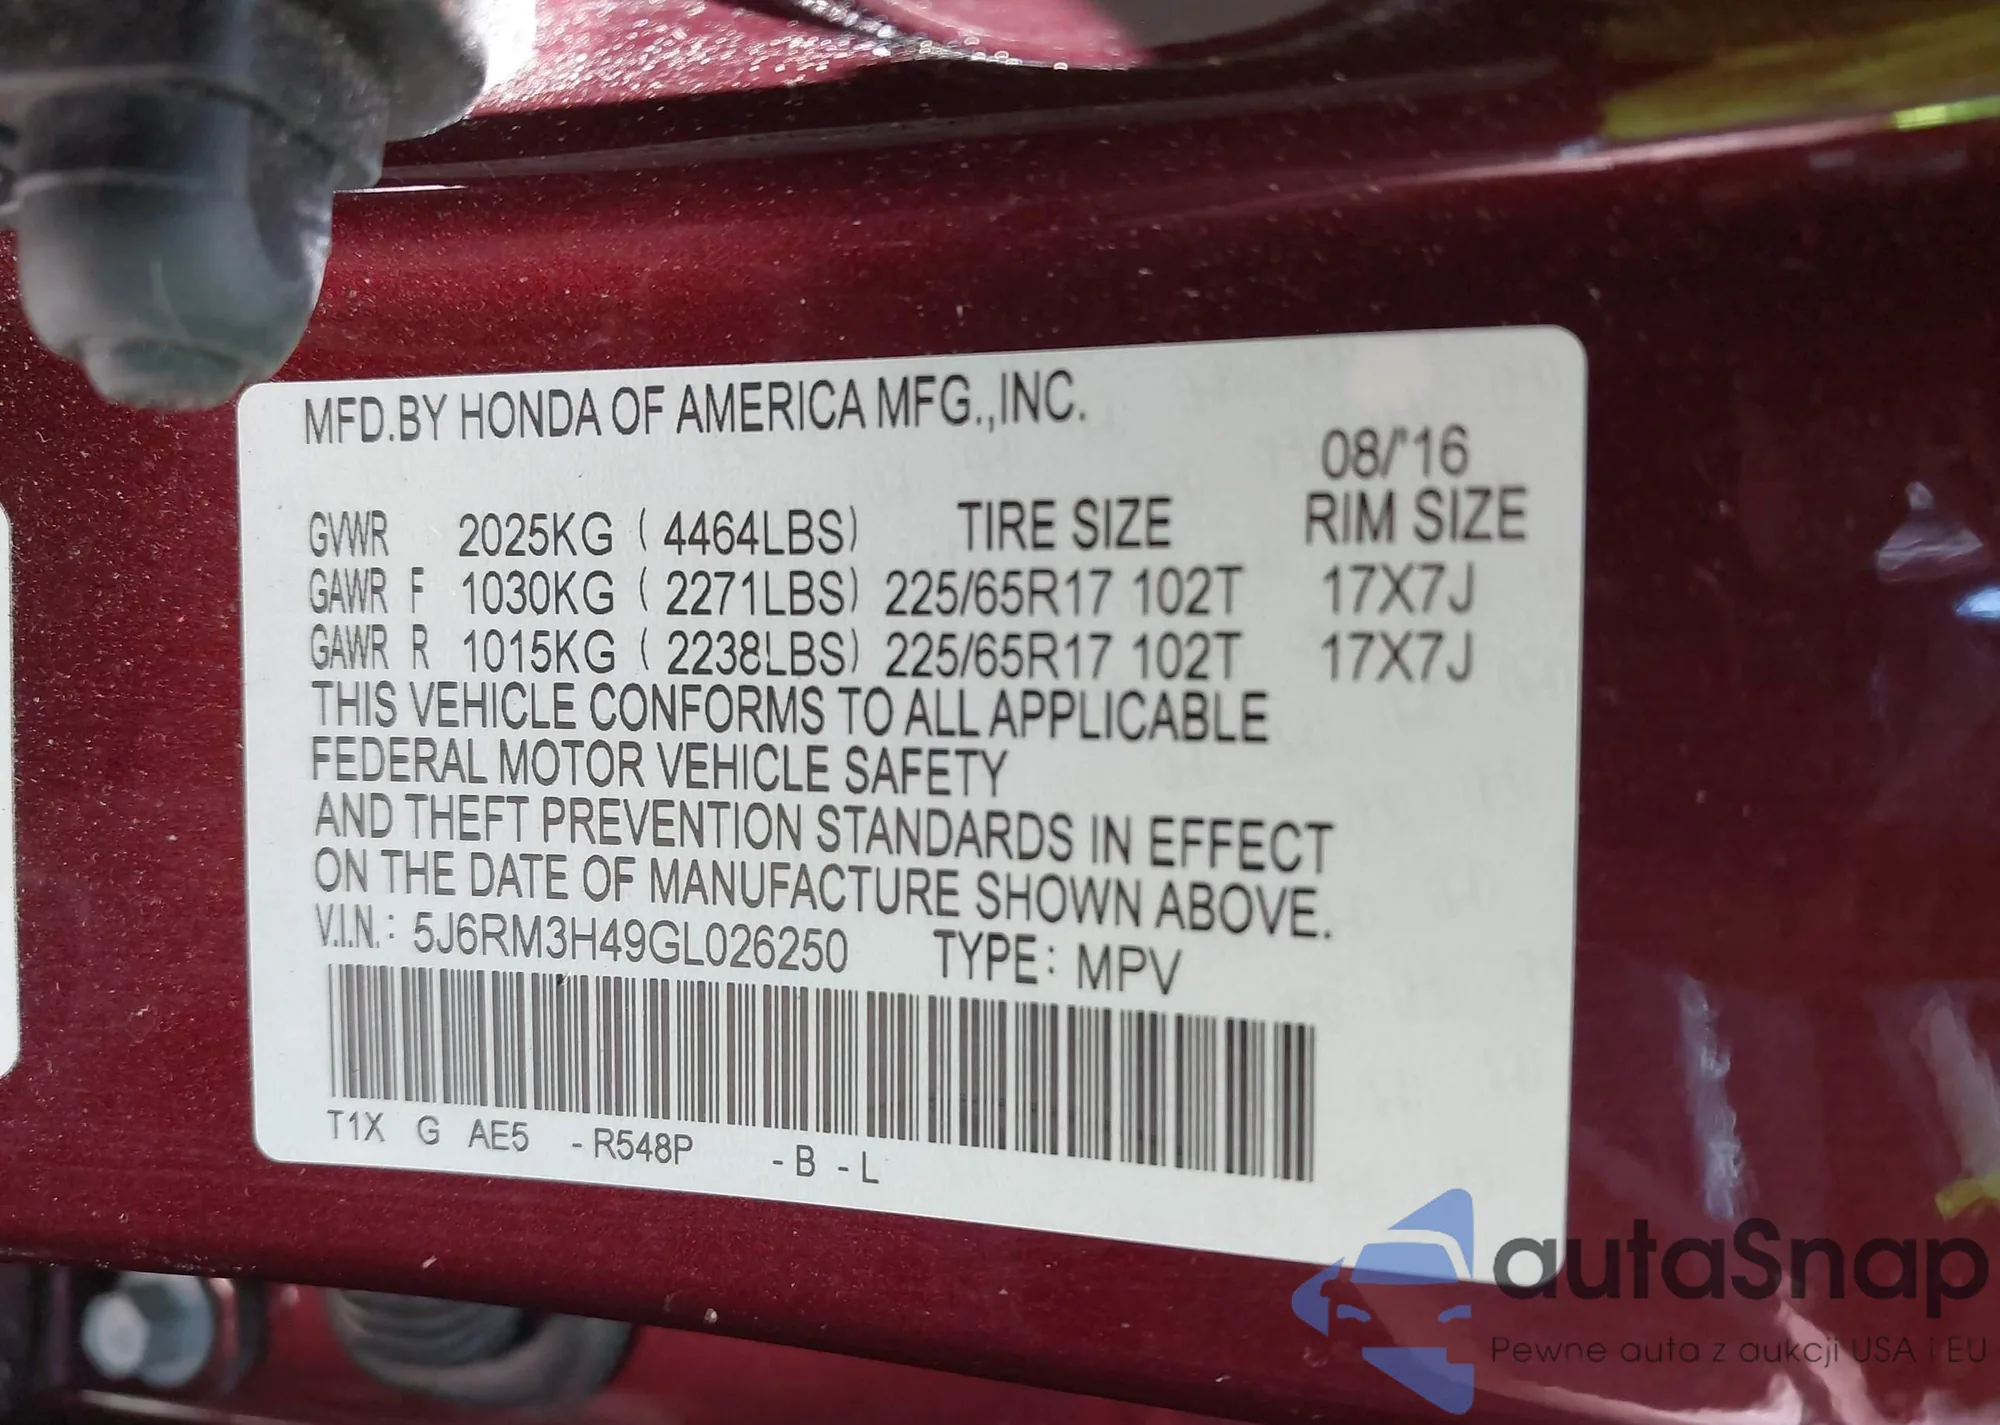 MFD.BY HONDA OF AMERICA MFG.,INC.
08/'16
GVWR 2025KG ( 4464LBS) TIRE SIZE RIM SIZE
GAWR F 1030KG ( 2271LBS) 225/65R17 102T 17X7J
GAWR R 1015KG ( 2238LBS) 225/65R17 102T 17X7J
THIS VEHICLE CONFORMS TO ALL APPLICABLE
FEDERAL MOTOR VEHICLE SAFETY
AND THEFT PREVENTION STANDARDS IN EFFECT
ON THE DATE OF MANUFACTURE SHOWN ABOVE.
V.I.N.: 5J6RM3H49GL026250 TYPE: MPV
T1X G AE5 -R548P -B -L
autaSnap
Pewne auta z aukcji USA i EU